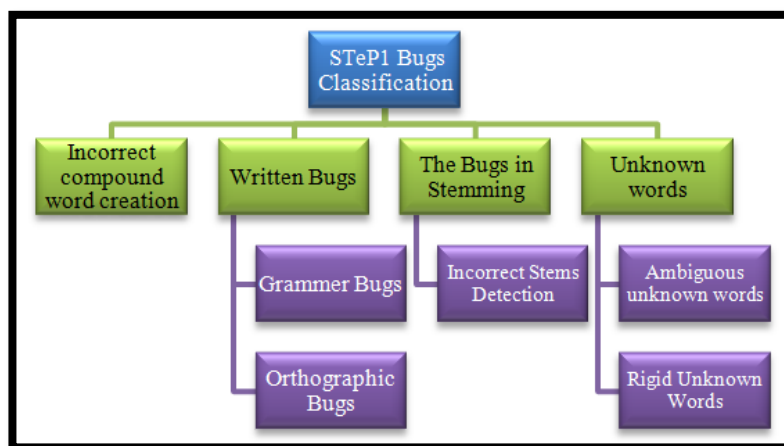 STeP1 Bugs
Classification
Incorrect
compound
word creation
Written Bugs
The Bugs in
Stemming
Unknown
words
Grammer Bugs
Orthographic
Bugs
Incorrect Stems
Detection
Ambiguous
unknown words
Rigid Unknown
Words